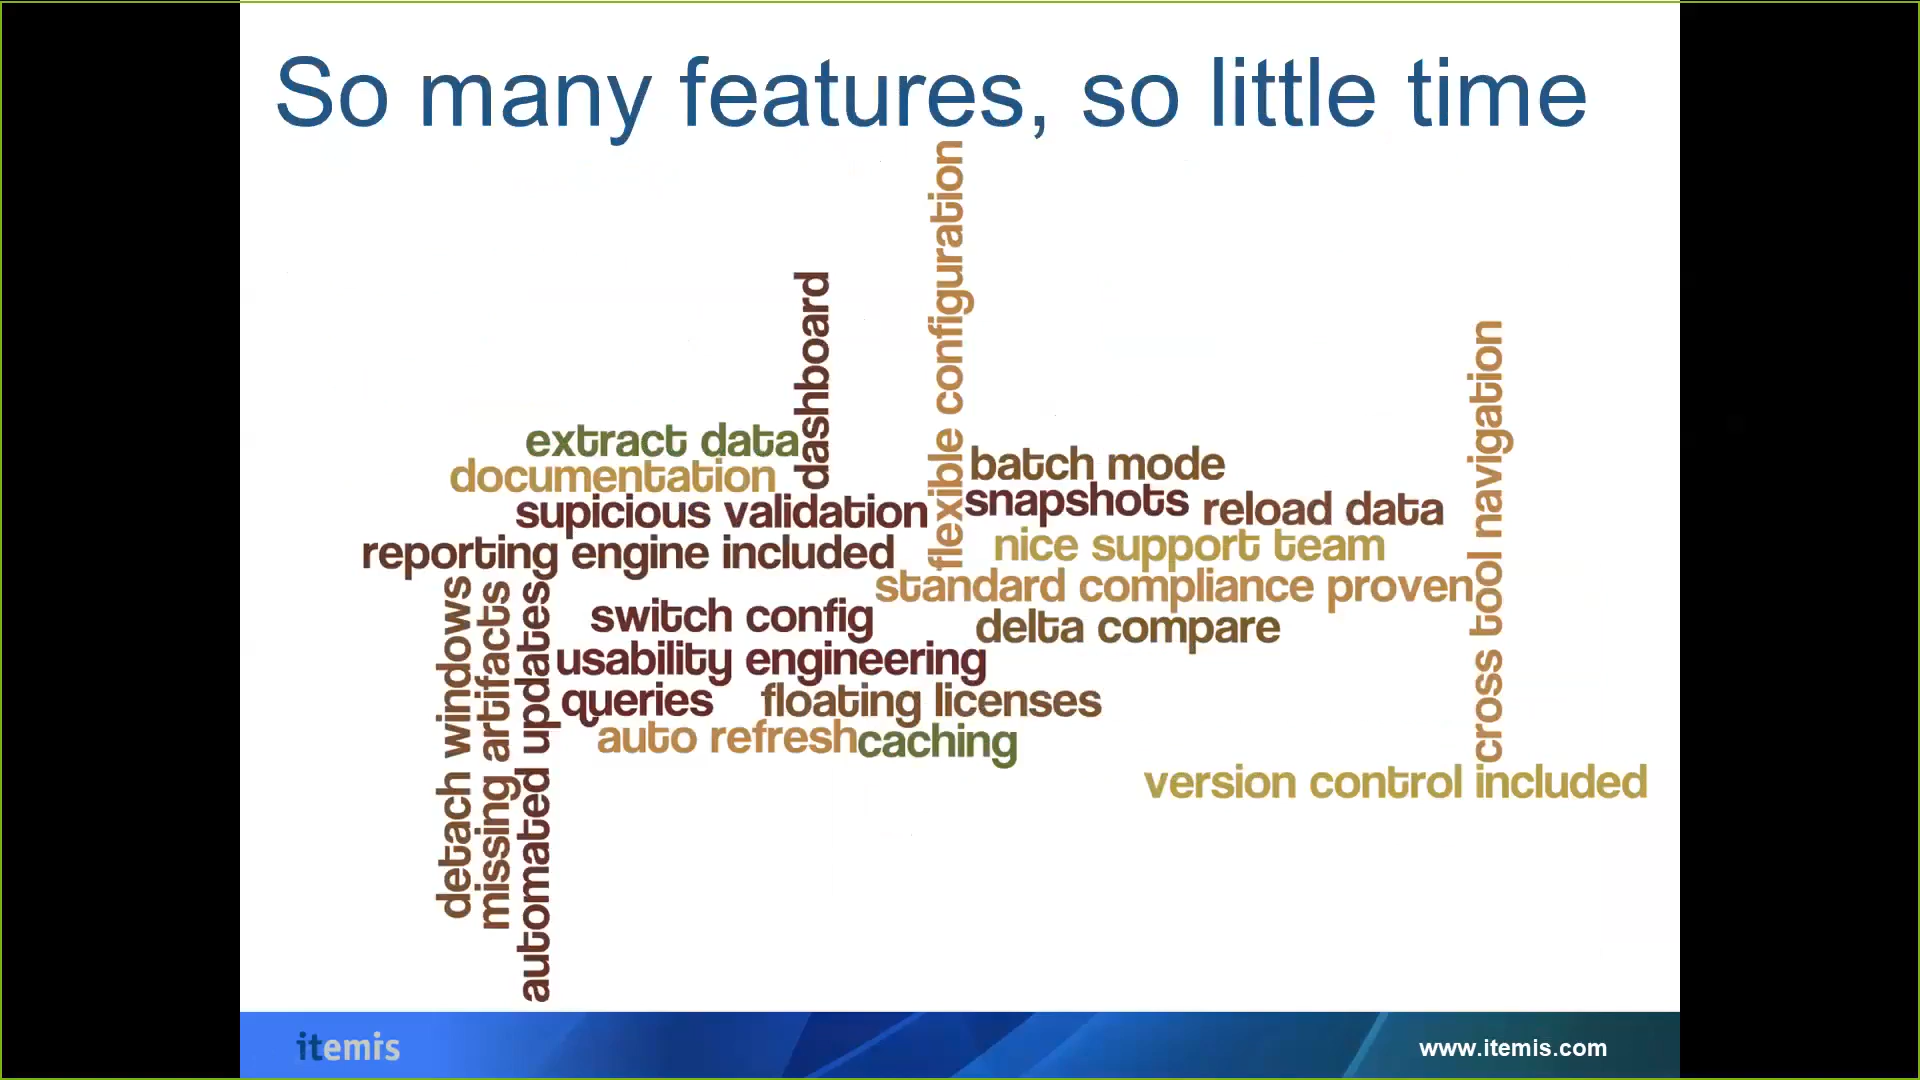 So many features, so little time
flexible configuration
dashboard
cross tool navigation
extract data
documentation
batch mode
supicious validation
snapshots
reload data
reporting engine included
nice support team
standard compliance proven
detach windows
missing artifacts
automated updates
switch config
delta compare
usability engineering
queries
floating licenses
auto refresh
caching
version control included
itemis
www.itemis.com